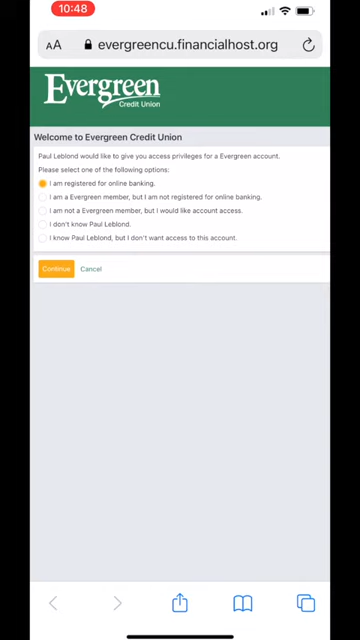 10:48
AA evergreencu.financialhost.org
Evergreen
Credit Union
Welcome to Evergreen Credit Union
Paul Leblond would like to give you access privileges for a Evergreen account.
Please select one of the following options:
I am registered for online banking.
I am a Evergreen member, but I am not registered for online banking.
I am not a Evergreen member, but I would like account access.
I don't know Paul Leblond.
I know Paul Leblond, but I don't want access to this account.
Continue Cancel